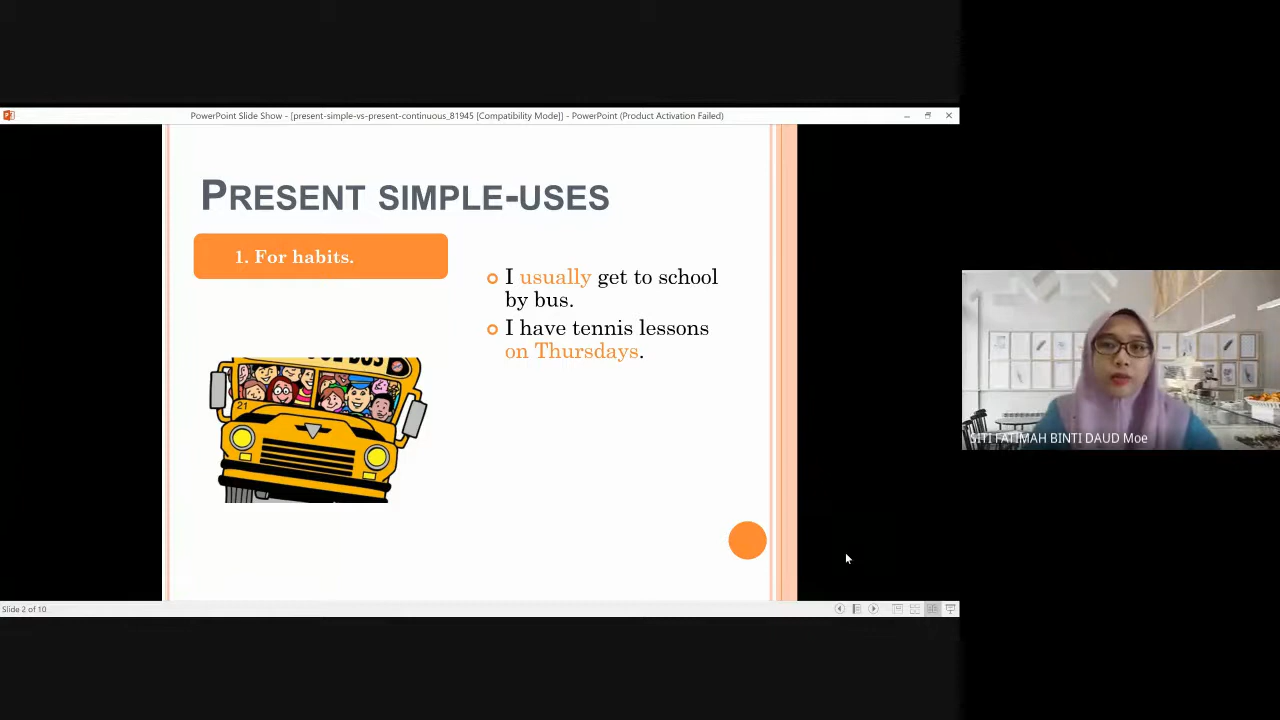 PowerPoint Slide Show - [present-simple-vs-present-continuous_81945 [Compatibility Mode]] - PowerPoint (Product Activation Failed)
PRESENT SIMPLE-USES
1. For habits.
I usually get to school
by bus.
I have tennis lessons
on Thursdays.
BUS
21
SITI FATIMAH BINTI DAUD Moe
Slide 2 of 10